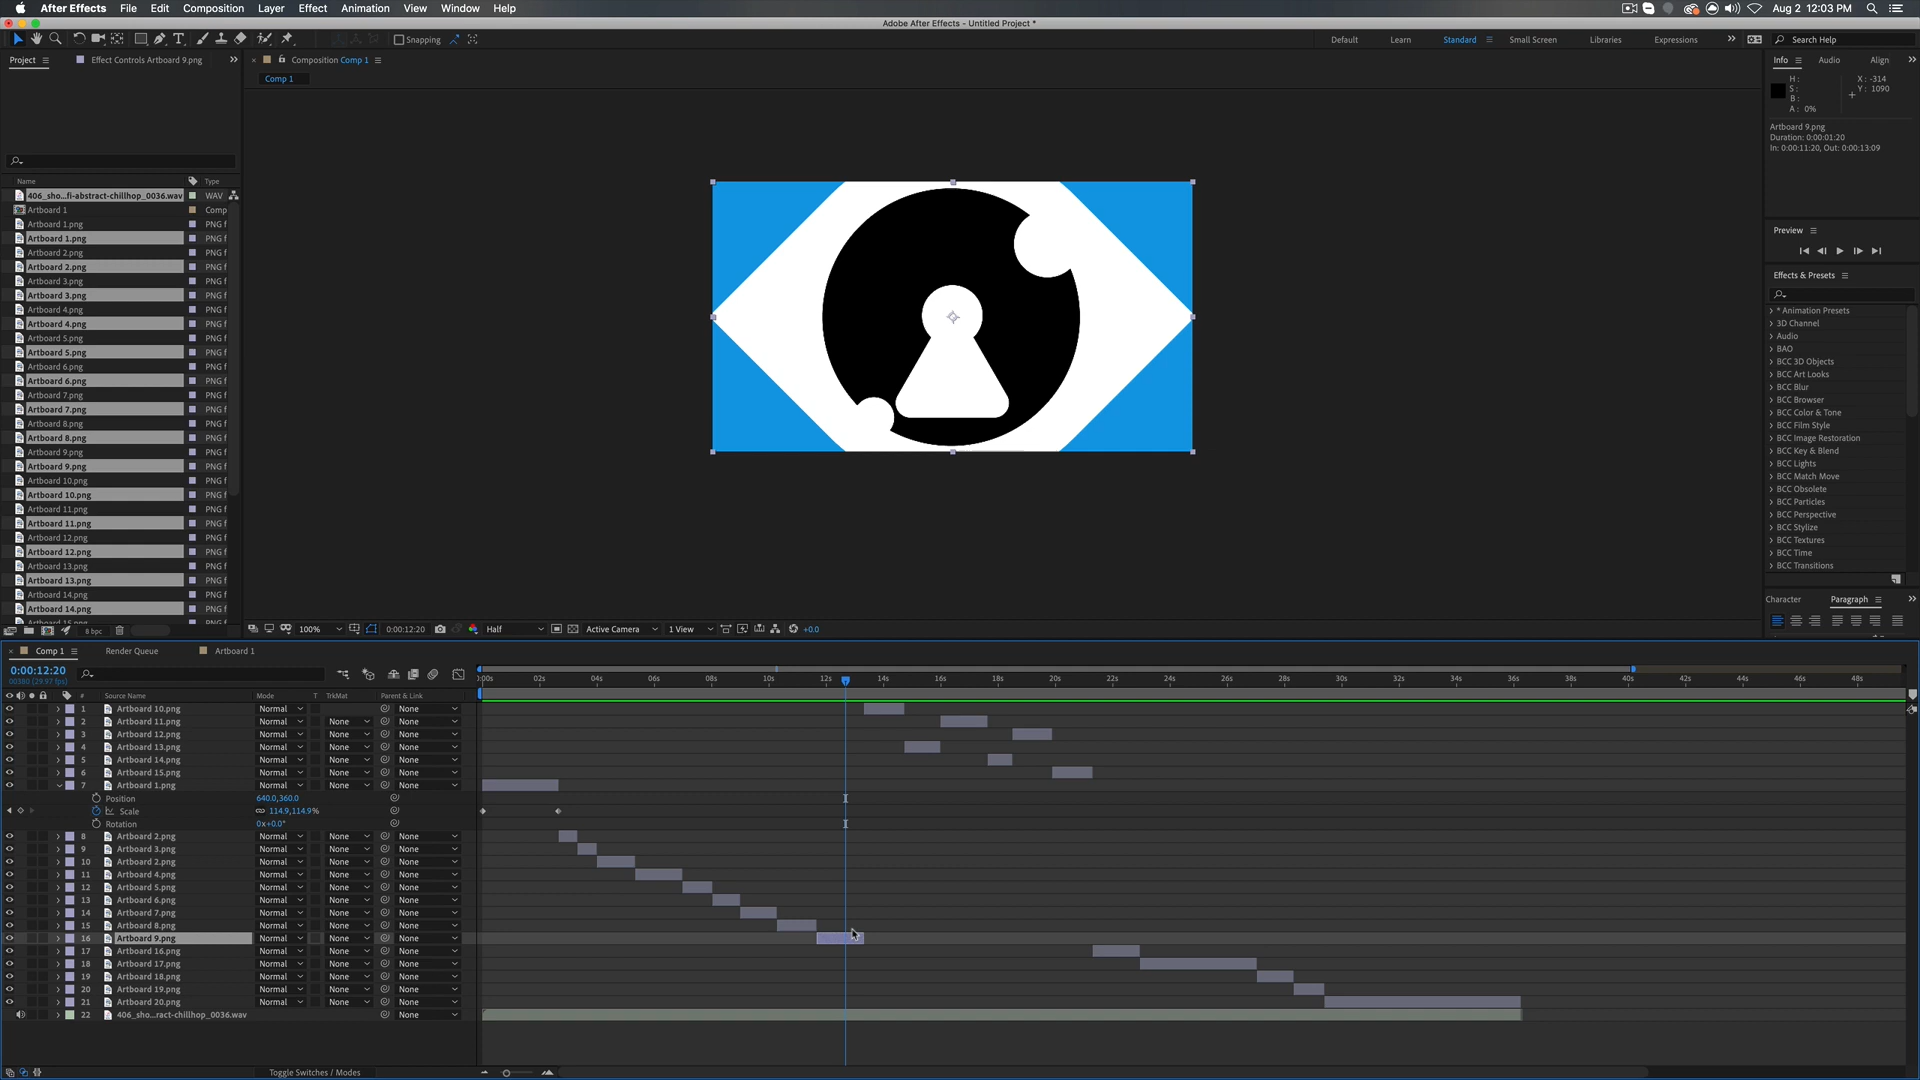 After Effects File Edit Composition Layer Effect Animation View Window Help
Aug 2 12:03 PM
Adobe After Effects - Untitled Project *
Snapping
Default Learn Standard Small Screen Libraries Expressions
Search Help
Project
Effect Controls Artboard 9.png
Composition Comp 1
Comp 1
Info Audio Align
H :
S :
B :
A : 0%
X : -314
Y : 1090
Artboard 9.png
Duration: 0:00:01:20
In: 0:00:11:20, Out: 0:00:13:09
Preview
Effects & Presets
* Animation Presets
3D Channel
Audio
BAO
BCC 3D Objects
BCC Art Looks
BCC Blur
BCC Browser
BCC Color & Tone
BCC Film Style
BCC Image Restoration
BCC Key & Blend
BCC Lights
BCC Match Move
BCC Obsolete
BCC Particles
BCC Perspective
BCC Stylize
BCC Textures
BCC Time
BCC Transitions
Character Paragraph
Name Type
406_sho...fi-abstract-chillhop_0036.wav WAV
Artboard 1 Comp
Artboard 1.png PNG f
Artboard 1.png PNG f
Artboard 2.png PNG f
Artboard 2.png PNG f
Artboard 3.png PNG f
Artboard 3.png PNG f
Artboard 4.png PNG f
Artboard 4.png PNG f
Artboard 5.png PNG f
Artboard 5.png PNG f
Artboard 6.png PNG f
Artboard 6.png PNG f
Artboard 7.png PNG f
Artboard 7.png PNG f
Artboard 8.png PNG f
Artboard 8.png PNG f
Artboard 9.png PNG f
Artboard 9.png PNG f
Artboard 10.png PNG f
Artboard 10.png PNG f
Artboard 11.png PNG f
Artboard 11.png PNG f
Artboard 12.png PNG f
Artboard 12.png PNG f
Artboard 13.png PNG f
Artboard 13.png PNG f
Artboard 14.png PNG f
Artboard 14.png PNG f
8 bpc
100% 0:00:12:20 Half Active Camera 1 View +0.0
Comp 1 Render Queue Artboard 1
0:00:12:20
00380 (29.97 fps)
:00s 02s 04s 06s 08s 10s 12s 14s 16s 18s 20s 22s 24s 26s 28s 30s 32s 34s 36s 38s 40s 42s 44s 46s 48s
# Source Name Mode T TrkMat Parent & Link
1 Artboard 10.png Normal None
2 Artboard 11.png Normal None None
3 Artboard 12.png Normal None None
4 Artboard 13.png Normal None None
5 Artboard 14.png Normal None None
6 Artboard 15.png Normal None None
7 Artboard 1.png Normal None None
Position 640.0,360.0
Scale 114.9,114.9%
Rotation 0x+0.0°
8 Artboard 2.png Normal None None
9 Artboard 3.png Normal None None
10 Artboard 2.png Normal None None
11 Artboard 4.png Normal None None
12 Artboard 5.png Normal None None
13 Artboard 6.png Normal None None
14 Artboard 7.png Normal None None
15 Artboard 8.png Normal None None
16 Artboard 9.png Normal None None
17 Artboard 16.png Normal None None
18 Artboard 17.png Normal None None
19 Artboard 18.png Normal None None
20 Artboard 19.png Normal None None
21 Artboard 20.png Normal None None
22 406_sho...ract-chillhop_0036.wav None
Toggle Switches / Modes